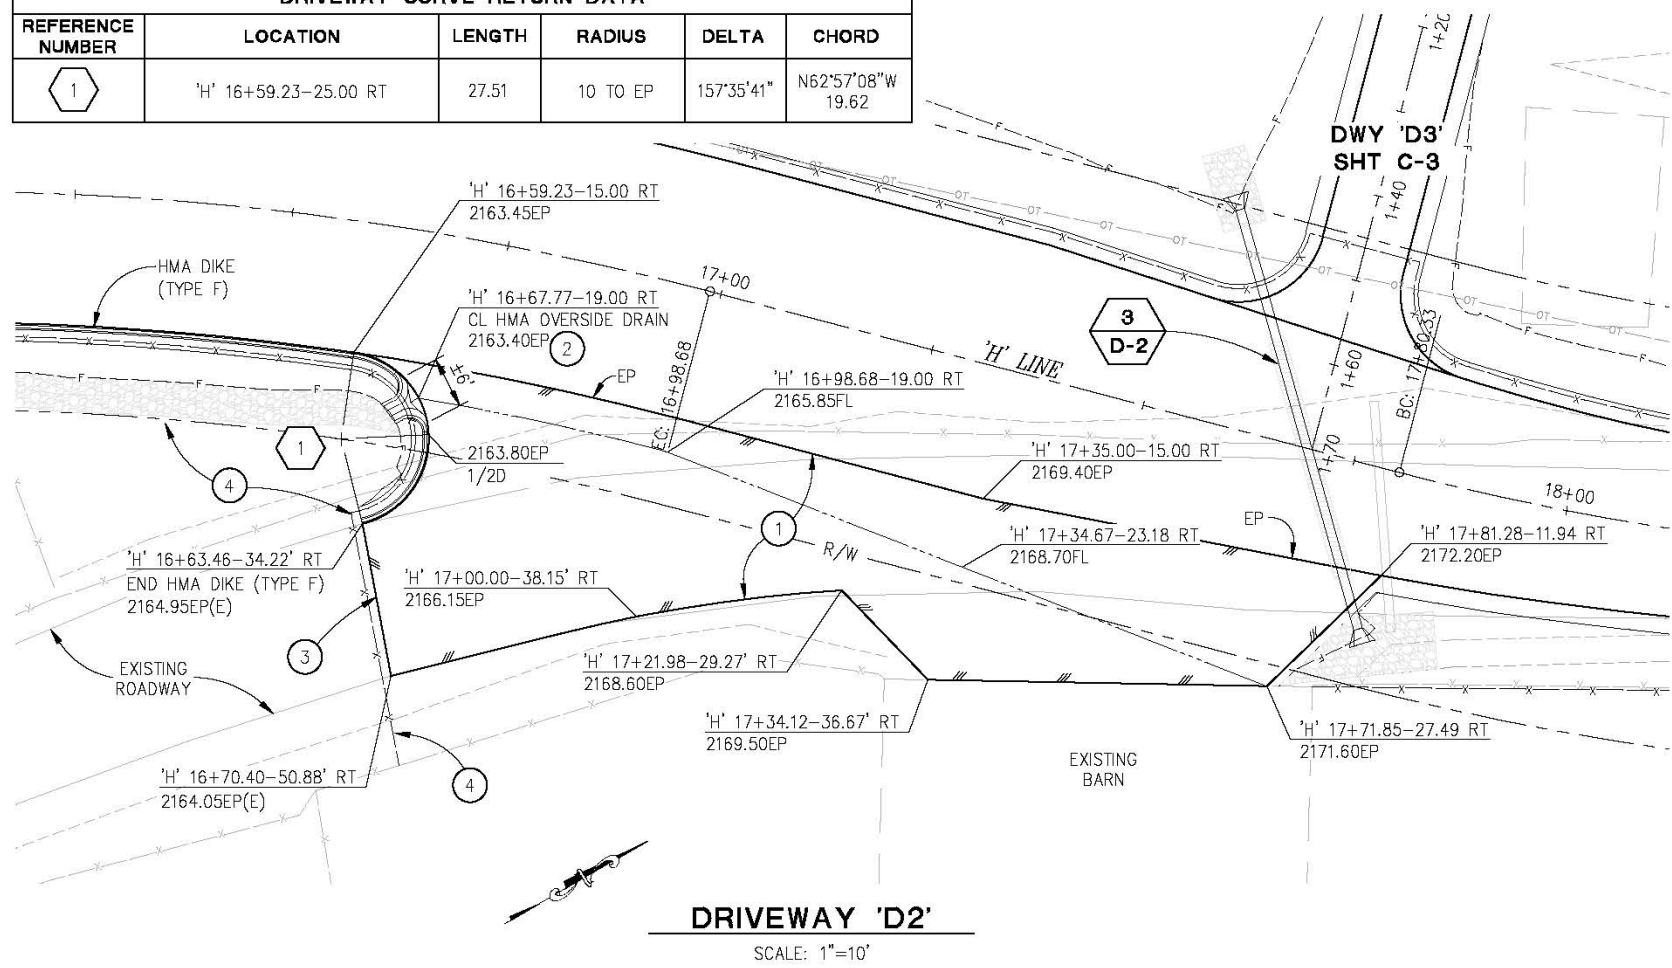 DRIVEWAY CURVE RETURN DATA
REFERENCE
NUMBER
LOCATION
LENGTH
RADIUS
DELTA
CHORD
1
'H' 16+59.23-25.00 RT
27.51
10 TO EP
157°35'41"
N62°57'08"W
19.62
1+20
DWY 'D3'
SHT C-3
1+40
'H' 16+59.23-15.00 RT
2163.45EP
HMA DIKE
(TYPE F)
17+00
'H' 16+67.77-19.00 RT
CL HMA OVERSIDE DRAIN
2163.40EP
2
±6'
EP
EC: 16+98.68
'H' LINE
3
D-2
1+60
BC: 17+80.33
'H' 16+98.68-19.00 RT
2165.85FL
1
2163.80EP
1/2D
4
'H' 17+35.00-15.00 RT
2169.40EP
1+70
18+00
1
R/W
'H' 17+34.67-23.18 RT
2168.70FL
EP
'H' 17+81.28-11.94 RT
2172.20EP
'H' 16+63.46-34.22' RT
END HMA DIKE (TYPE F)
2164.95EP(E)
'H' 17+00.00-38.15' RT
2166.15EP
3
EXISTING
ROADWAY
'H' 17+21.98-29.27' RT
2168.60EP
'H' 17+34.12-36.67' RT
2169.50EP
'H' 17+71.85-27.49 RT
2171.60EP
EXISTING
BARN
'H' 16+70.40-50.88' RT
2164.05EP(E)
4
DRIVEWAY 'D2'
SCALE: 1"=10'